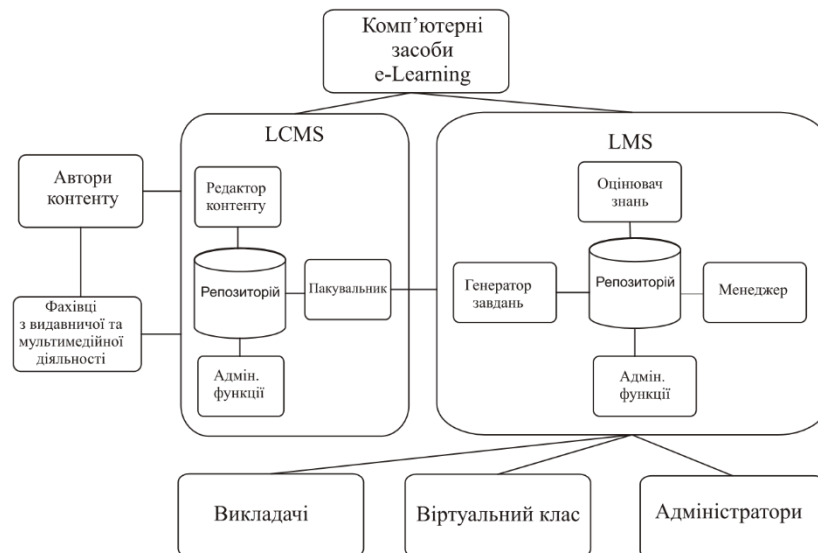 Комп’ютерні
засоби
e-Learning
LCMS
LMS
Автори
контенту
Редактор
контенту
Оцінювач
знань
Репозиторій
Пакувальник
Генератор
завдань
Репозиторій
Менеджер
Фахівці
з видавничої та
мультимедійної
діяльності
Адмін.
функції
Адмін.
функції
Викладачі
Віртуальний клас
Адміністратори